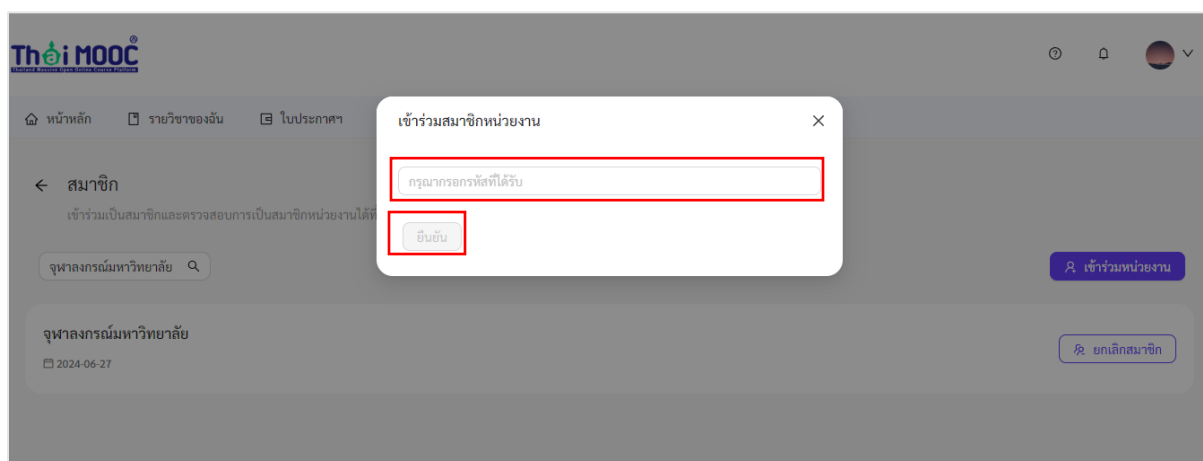 Thai MOOC
Thailand Massive Open Online Course Platform
หน้าหลัก รายวิชาของฉัน ใบประกาศฯ
เข้าร่วมสมาชิกหน่วยงาน
กรุณากรอกรหัสที่ได้รับ
ยืนยัน
สมาชิก
เข้าร่วมเป็นสมาชิกและตรวจสอบการเป็นสมาชิกหน่วยงานได้ที่
จุฬาลงกรณ์มหาวิทยาลัย
เข้าร่วมหน่วยงาน
จุฬาลงกรณ์มหาวิทยาลัย
2024-06-27
ยกเลิกสมาชิก